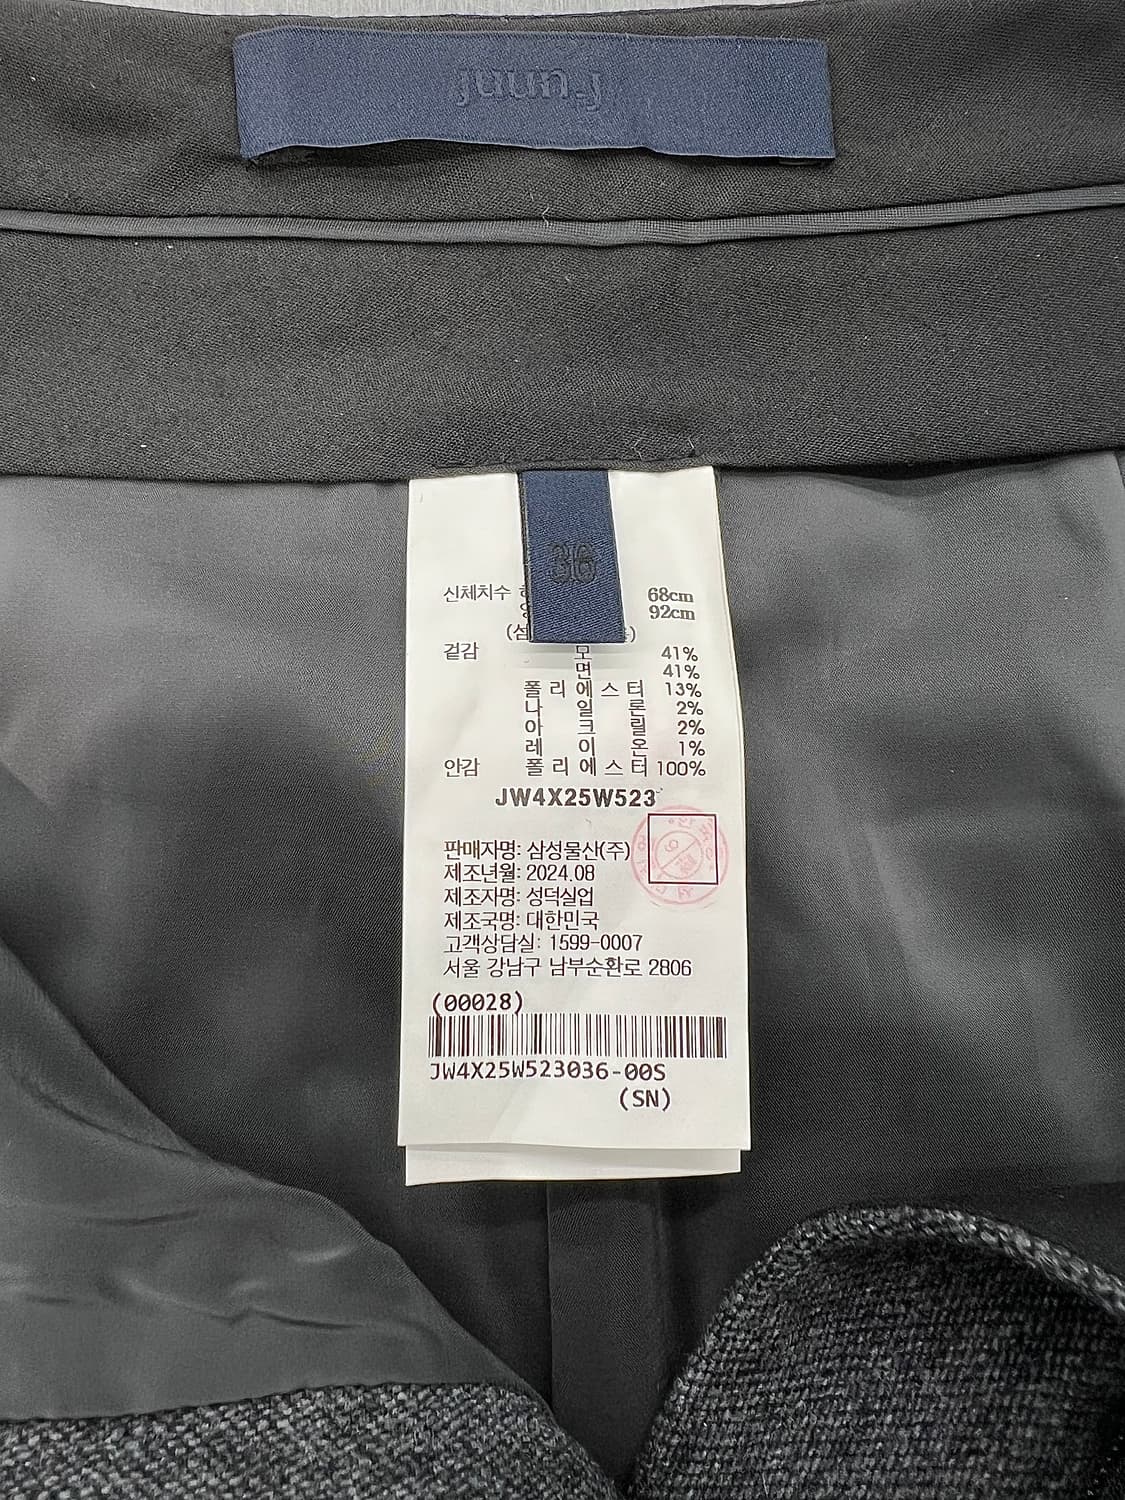 juun.j
36
신체치수 68cm
92cm
(섬
겉감 모 41%
면 41%
폴리에스터 13%
나일론 2%
아크릴 2%
레이온 1%
안감 폴리에스터 100%
JW4X25W523
판매자명: 삼성물산(주)
제조년월: 2024.08
제조자명: 성덕실업
제조국명: 대한민국
고객상담실: 1599-0007
서울 강남구 남부순환로 2806
(00028)
JW4X25W523036-00S
(SN)